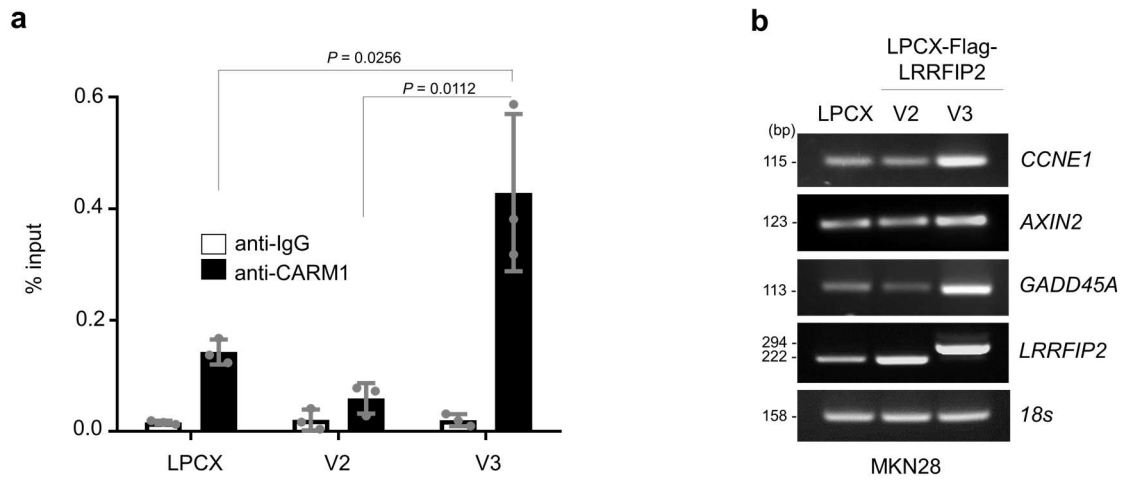 a
P = 0.0256
P = 0.0112
0.6
0.4
0.2
0.0
% input
anti-IgG
anti-CARM1
LPCX
V2
V3
b
LPCX-Flag-
LRRFIP2
LPCX V2 V3
(bp)
115 - CCNE1
123 - AXIN2
113 - GADD45A
294 -
222 - LRRFIP2
158 - 18s
MKN28